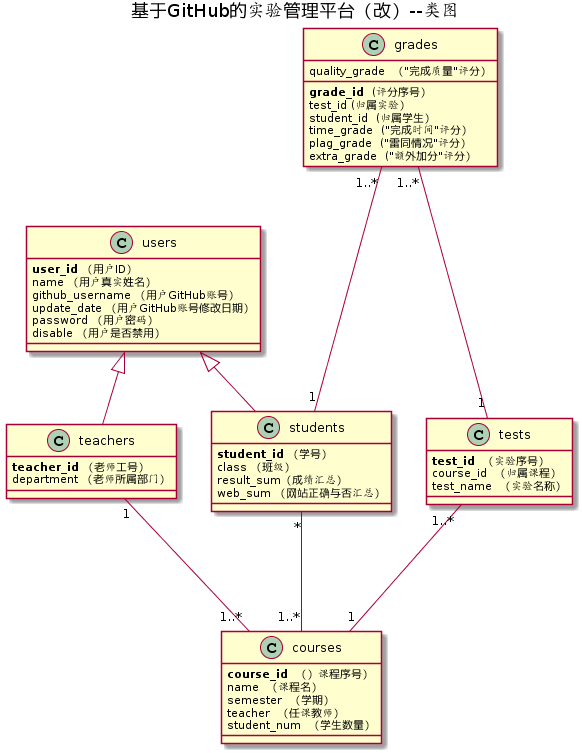 基于GitHub的实验管理平台（改）--类图
C grades
quality_grade （"完成质量"评分）
grade_id （评分序号）
test_id（归属实验）
student_id （归属学生）
time_grade （"完成时间"评分）
plag_grade （"雷同情况"评分）
extra_grade （"额外加分"评分）
1..* 1..*
C users
user_id （用户ID）
name （用户真实姓名）
github_username （用户GitHub账号）
update_date （用户GitHub账号修改日期）
password （用户密码）
disable （用户是否禁用）
1 1
C teachers
teacher_id （老师工号）
department （老师所属部门）
C students
student_id （学号）
class （班级）
result_sum（成绩汇总）
web_sum （网站正确与否汇总）
C tests
test_id （实验序号）
course_id （归属课程）
test_name （实验名称）
1 * 1..*
1..* 1..* 1
C courses
course_id （）课程序号）
name （课程名）
semester （学期）
teacher （任课教师）
student_num （学生数量）